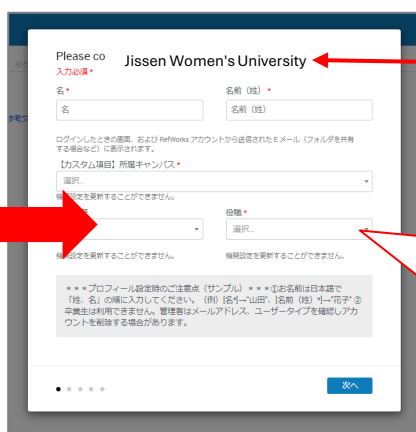 Please co
Jissen Women's University
入力必須 •
名 •
名前（姓） •
名
名前（姓）
ログインしたときの画面、および RefWorks アカウントから送信された E メール（フォルダを共有
する場合など）に表示されます。
【カスタム項目】所属キャンパス •
選択...
機関設定を更新することができません。
役職 •
選択...
機関設定を更新することができません。
機関設定を更新することができません。
＊＊＊プロフィール設定時のご注意点（サンプル）＊＊＊①お名前は日本語で
「姓、名」の順に入力してください。（例）[名*]→"山田"、[名前（姓）*]→"花子" ②
卒業生は利用できません。管理者はメールアドレス、ユーザータイプを確認しアカ
ウントを削除する場合があります。
次へ